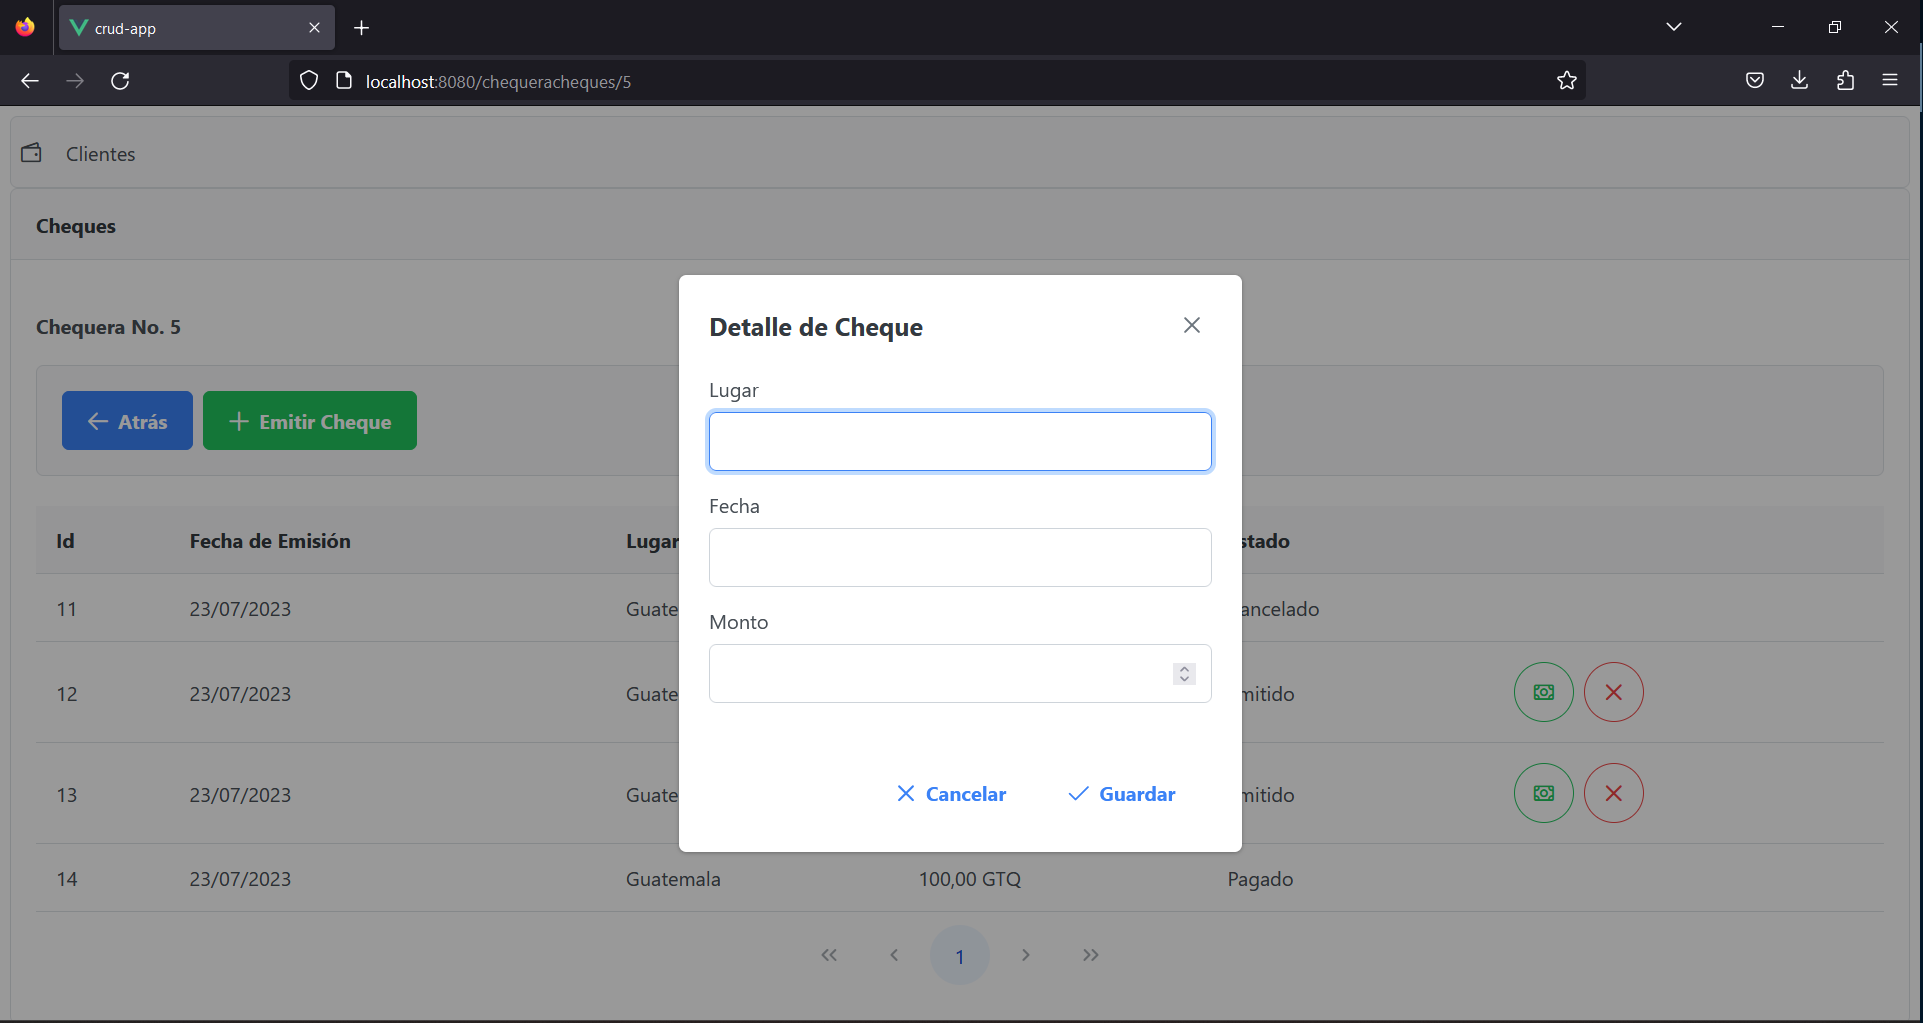 crud-app
localhost:8080/chequeracheques/5
Clientes
Cheques
Chequera No. 5
Atrás
Emitir Cheque
Detalle de Cheque
Lugar
Fecha
Monto
Cancelar
Guardar
Id Fecha de Emisión Lugar stado
11 23/07/2023 Guate ancelado
12 23/07/2023 Guate mitido
13 23/07/2023 Guate mitido
14 23/07/2023 Guatemala 100,00 GTQ Pagado
1